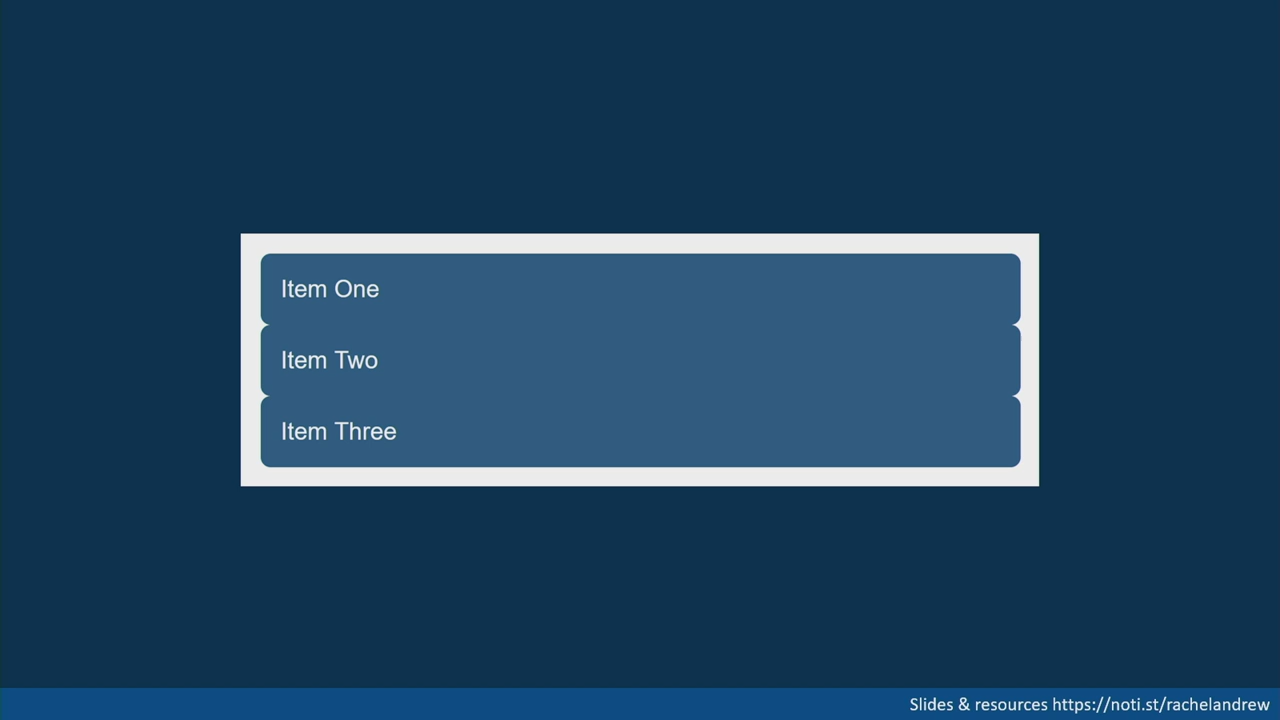 Item One
Item Two
Item Three
Slides & resources https://noti.st/rachelandrew